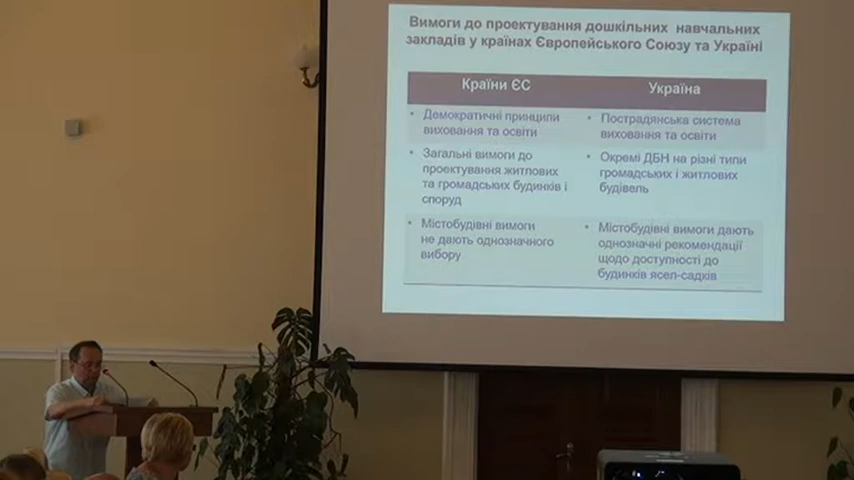 Вимоги до проектування дошкільних навчальних
закладів у країнах Європейського Союзу та Україні
Країни ЄС
Україна
• Демократичні принципи
виховання та освіти
• Пострадянська система
виховання та освіти
• Загальні вимоги до
проектування житлових
та громадських будинків і
споруд
• Окремі ДБН на різні типи
громадських і житлових
будівель
• Містобудівні вимоги
не дають однозначного
вибору
• Містобудівні вимоги дають
однозначні рекомендації
щодо доступності до
будинків ясел-садків